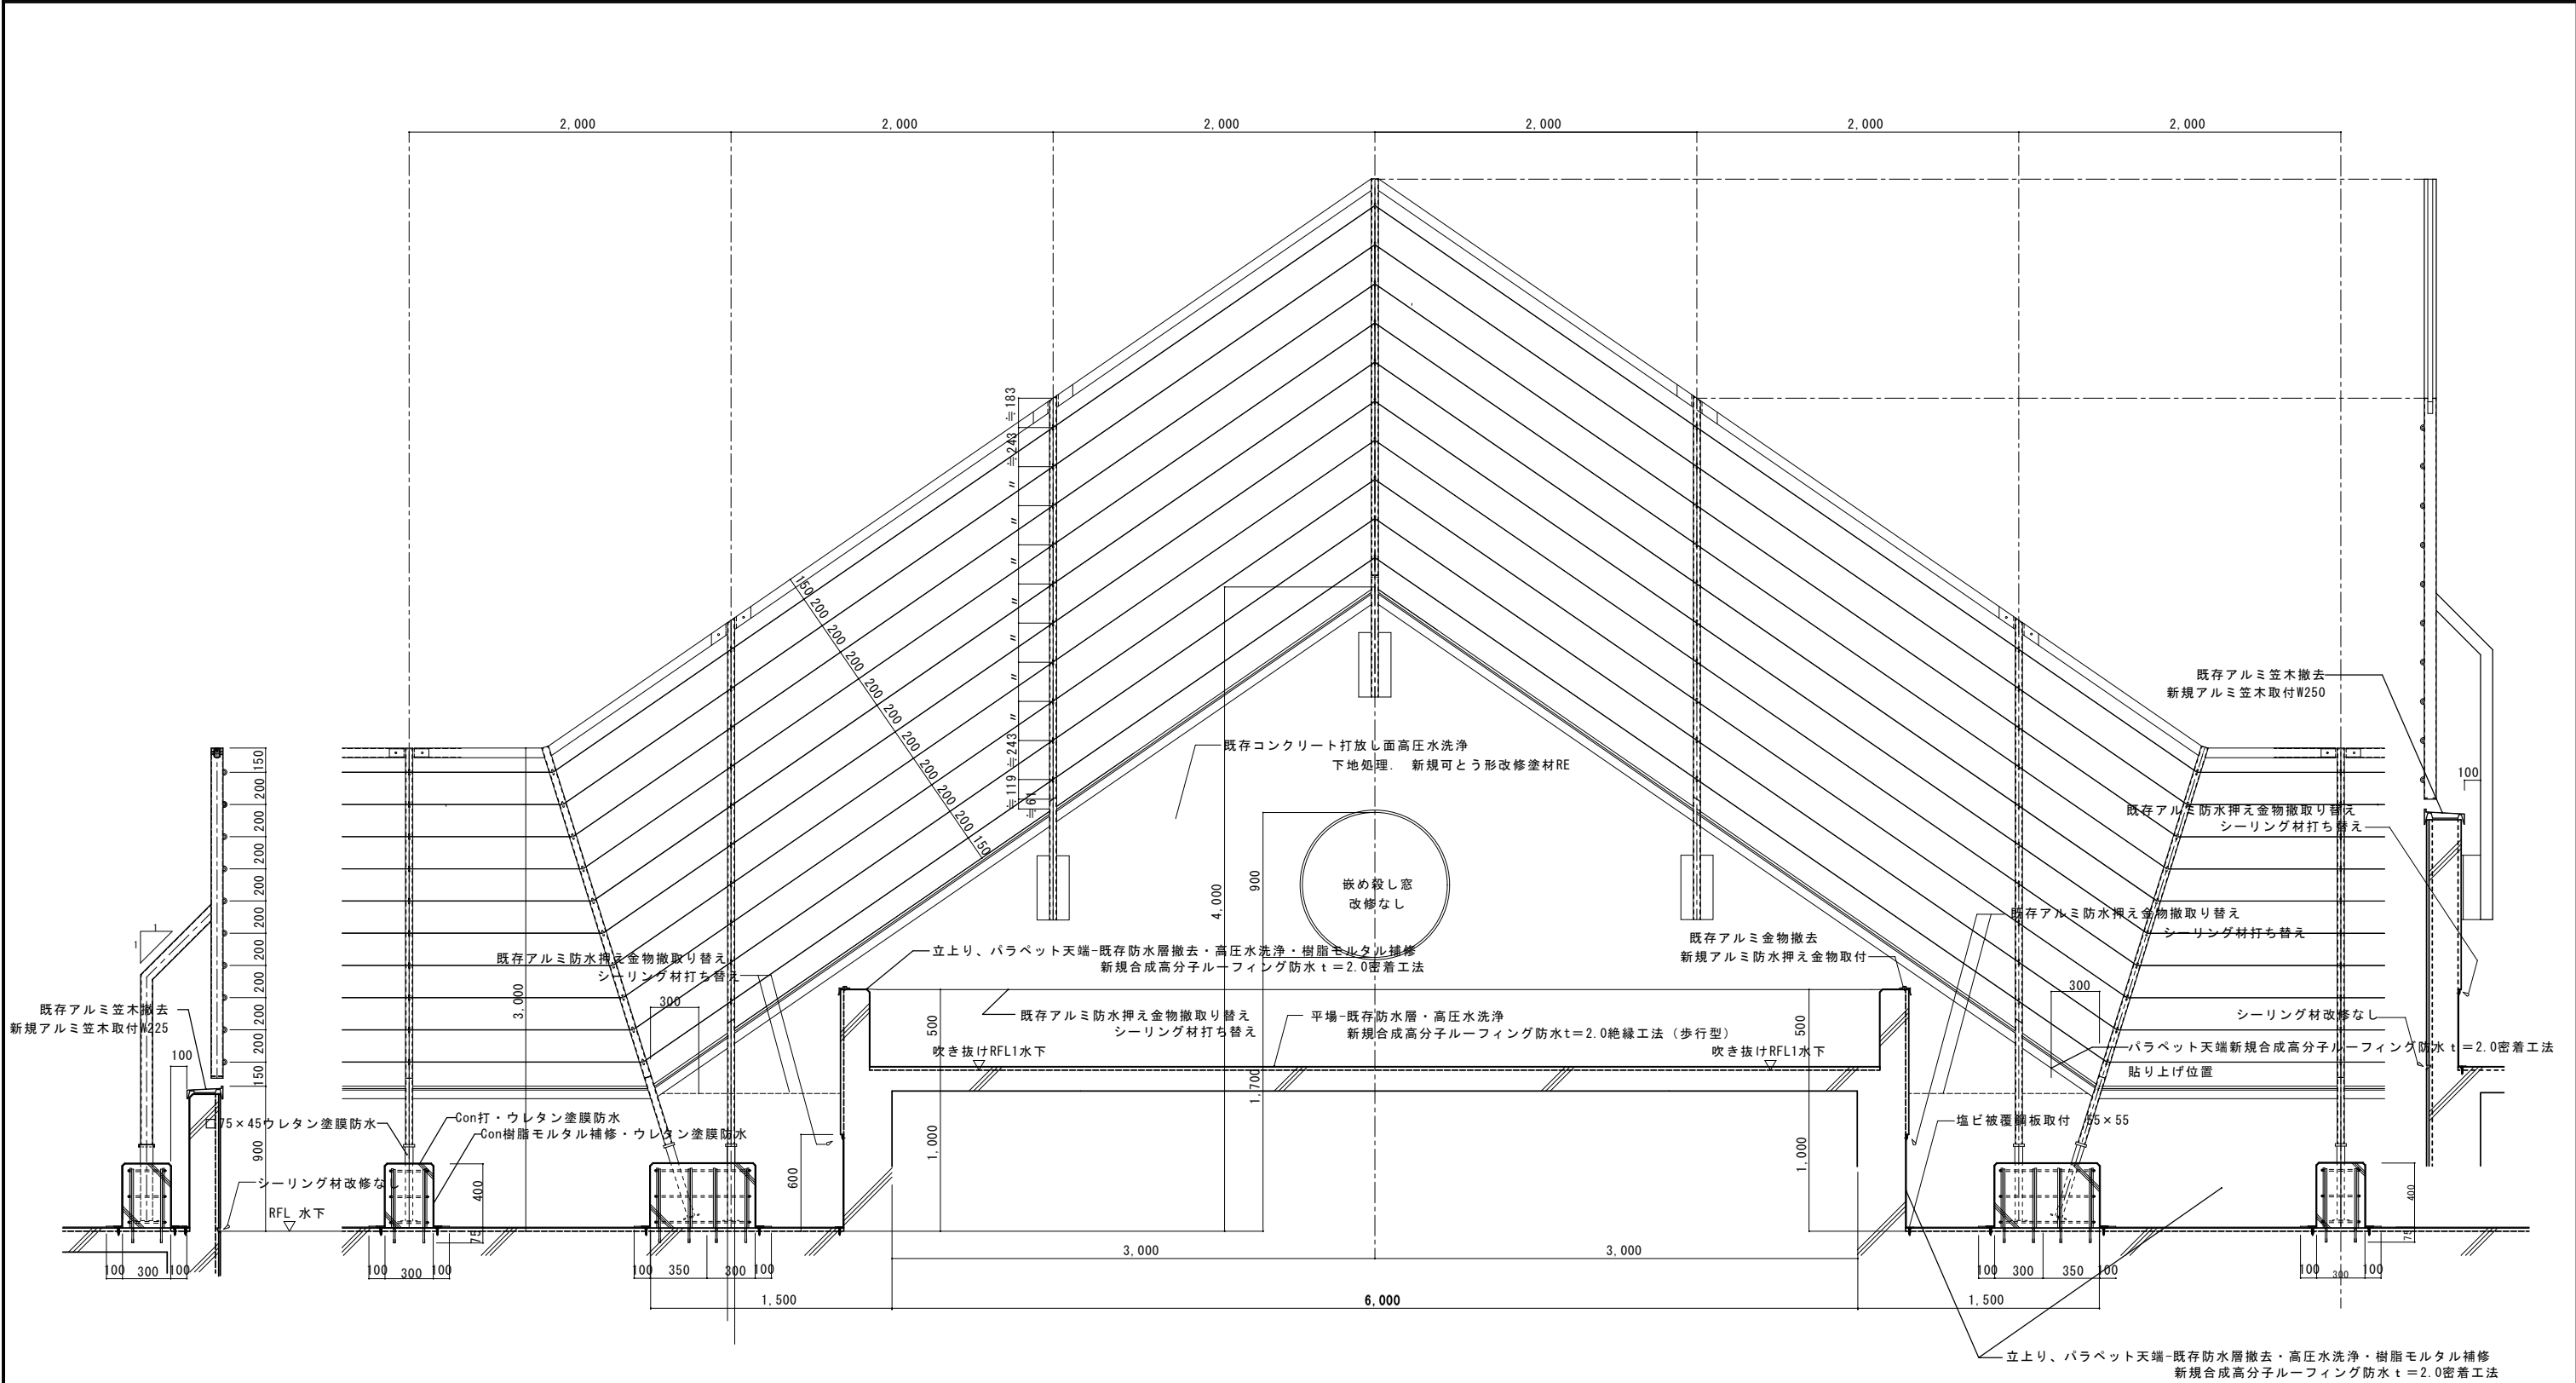 2,000
2,000
2,000
2,000
2,000
2,000
≒183
≒243
〃
〃
〃
〃
〃
〃
〃
≒243
≒119
≒61
150
200
200
200
200
200
200
200
200
200
150
既存アルミ笠木撤去
新規アルミ笠木取付W250
100
既存コンクリート打放し面高圧水洗浄
下地処理. 新規可とう形改修塗材RE
嵌め殺し窓
改修なし
900
4,000
1,700
既存アルミ防水押え金物撤取り替え
シーリング材打ち替え
既存アルミ防水押え金物撤取り替え
シーリング材打ち替え
既存アルミ金物撤去
新規アルミ防水押え金物取付
立上り、パラペット天端-既存防水層撤去・高圧水洗浄・樹脂モルタル補修
新規合成高分子ルーフィング防水t=2.0密着工法
既存アルミ防水押え金物撤取り替え
シーリング材打ち替え
既存アルミ防水押え金物撤取り替え
シーリング材打ち替え
平場-既存防水層・高圧水洗浄
新規合成高分子ルーフィング防水t=2.0絶縁工法(歩行型)
吹き抜けRFL1水下
吹き抜けRFL1水下
シーリング材改修なし
パラペット天端新規合成高分子ルーフィング防水t=2.0密着工法
貼り上げ位置
塩ビ被覆鋼板取付 55×55
150
200
200
200
200
200
200
200
200
200
150
900
1
1
既存アルミ笠木撤去
新規アルミ笠木取付W225
100
3,000
300
300
500
500
1,000
1,000
600
□75×45ウレタン塗膜防水
Con打・ウレタン塗膜防水
Con樹脂モルタル補修・ウレタン塗膜防水
シーリング材改修なし
RFL 水下
400
75
400
75
100
300
100
100
300
100
100
350
300
100
3,000
3,000
100
300
350
100
100
300
100
1,500
6,000
1,500
立上り、パラペット天端-既存防水層撤去・高圧水洗浄・樹脂モルタル補修
新規合成高分子ルーフィング防水t=2.0密着工法